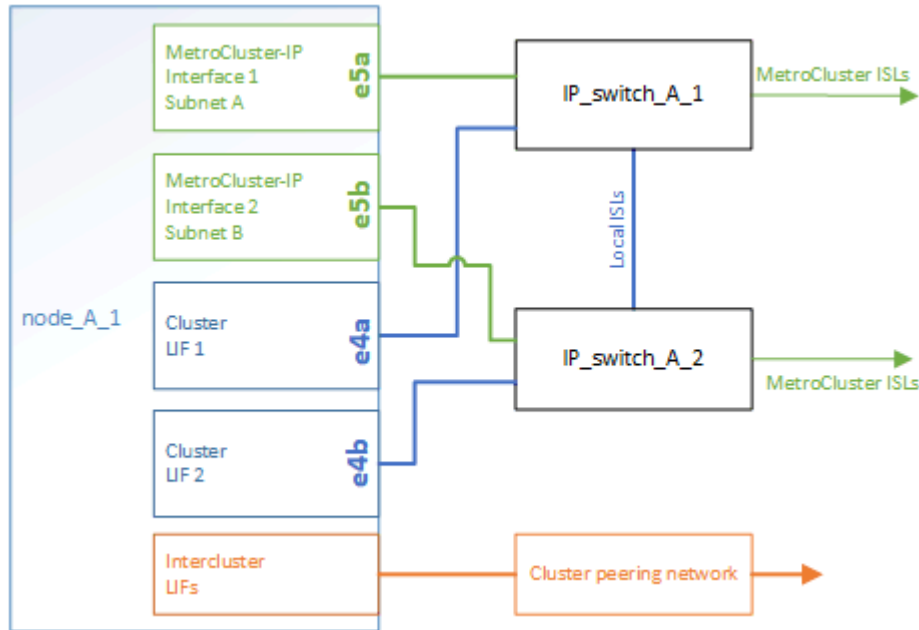 node_A_1
MetroCluster-IP
Interface 1
Subnet A
e5a
MetroCluster-IP
Interface 2
Subnet B
e5b
Cluster
LIF 1
e4a
Cluster
LIF 2
e4b
Intercluster
LIFs
IP_switch_A_1
MetroCluster ISLs
Local ISLs
IP_switch_A_2
MetroCluster ISLs
Cluster peering network